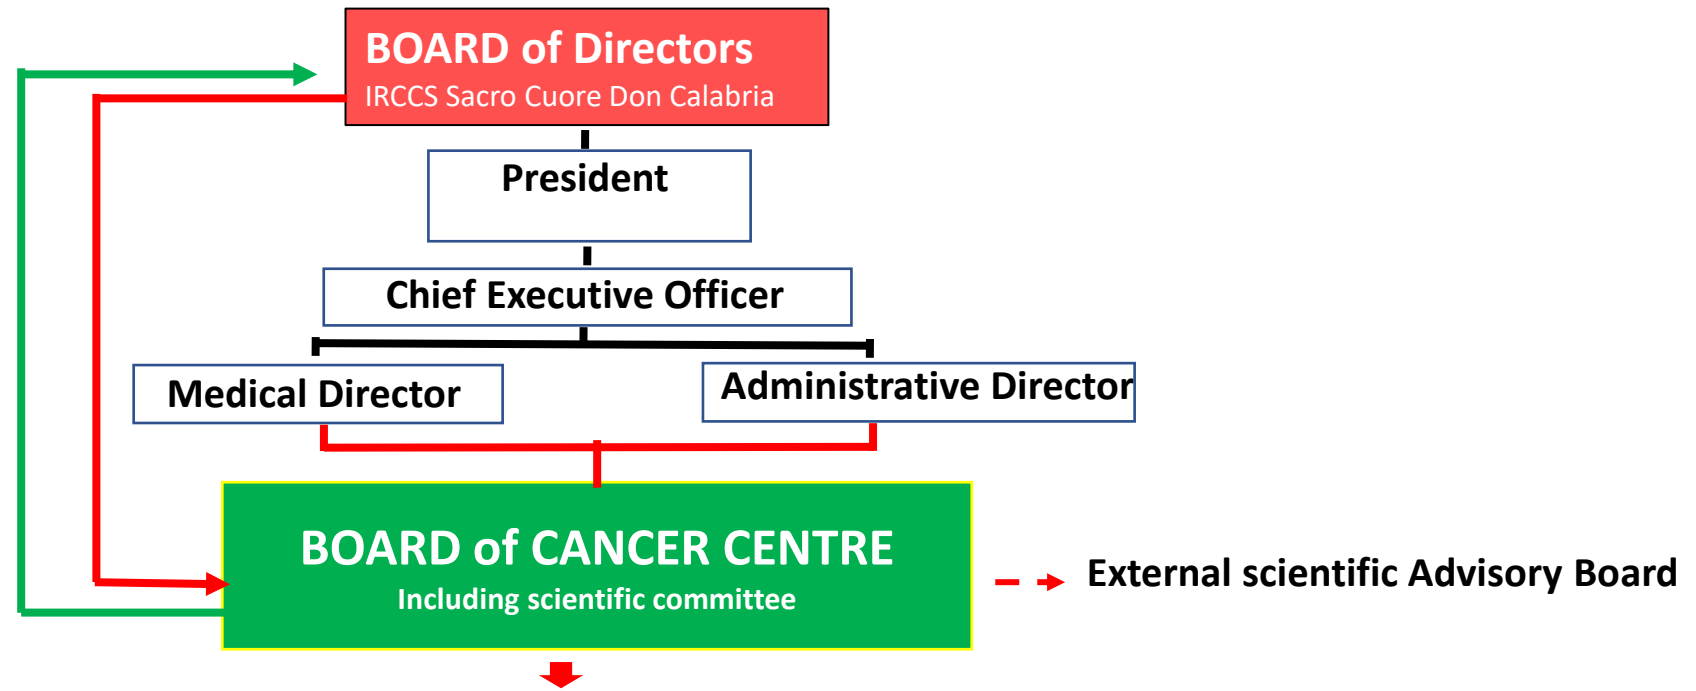 BOARD of Directors
IRCCS Sacro Cuore Don Calabria
President
Chief Executive Officer
Medical Director
Administrative Director
BOARD of CANCER CENTRE
Including scientific committee
External scientific Advisory Board